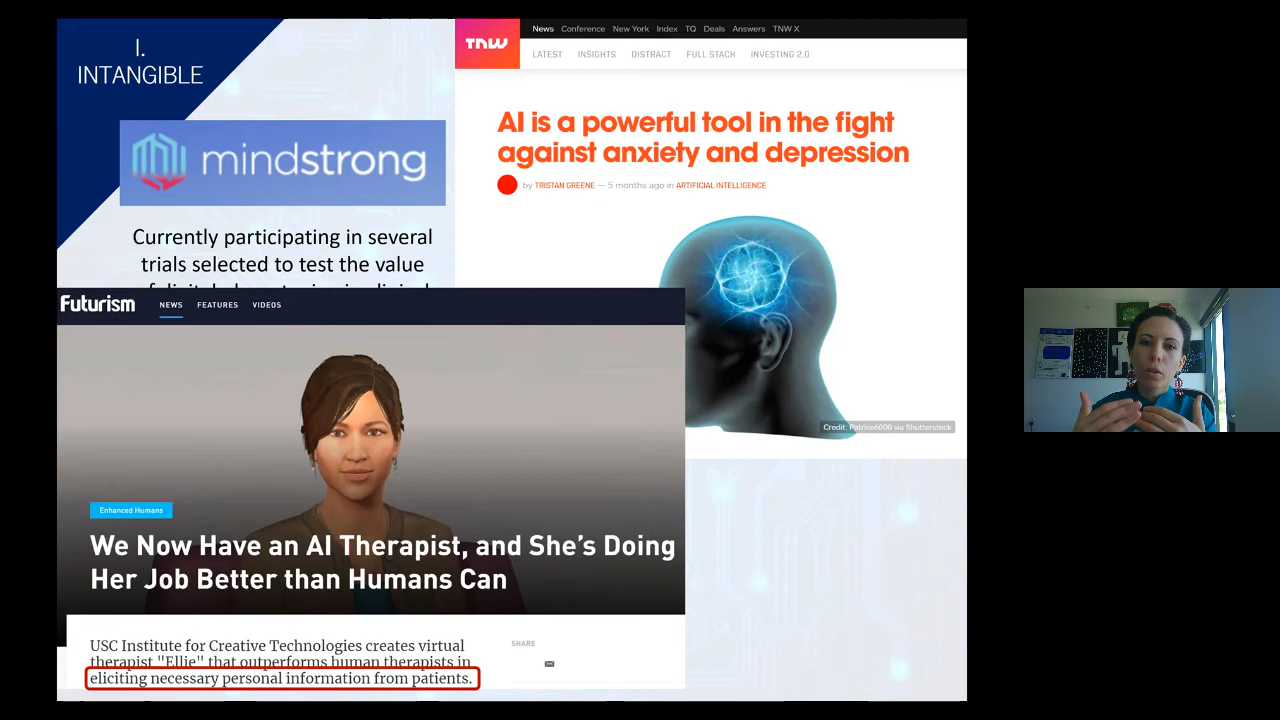 I.
INTANGIBLE
mindstrong
Currently participating in several
trials selected to test the value
TNW
News Conference New York Index TQ Deals Answers TNW X
LATEST INSIGHTS DISTRACT FULL STACK INVESTING 2.0
AI is a powerful tool in the fight
against anxiety and depression
by TRISTAN GREENE — 5 months ago in ARTIFICIAL INTELLIGENCE
Credit: Patrice6000 via Shutterstock
Futurism NEWS FEATURES VIDEOS
Enhanced Humans
We Now Have an AI Therapist, and She's Doing
Her Job Better than Humans Can
USC Institute for Creative Technologies creates virtual
therapist "Ellie" that outperforms human therapists in
eliciting necessary personal information from patients.
SHARE